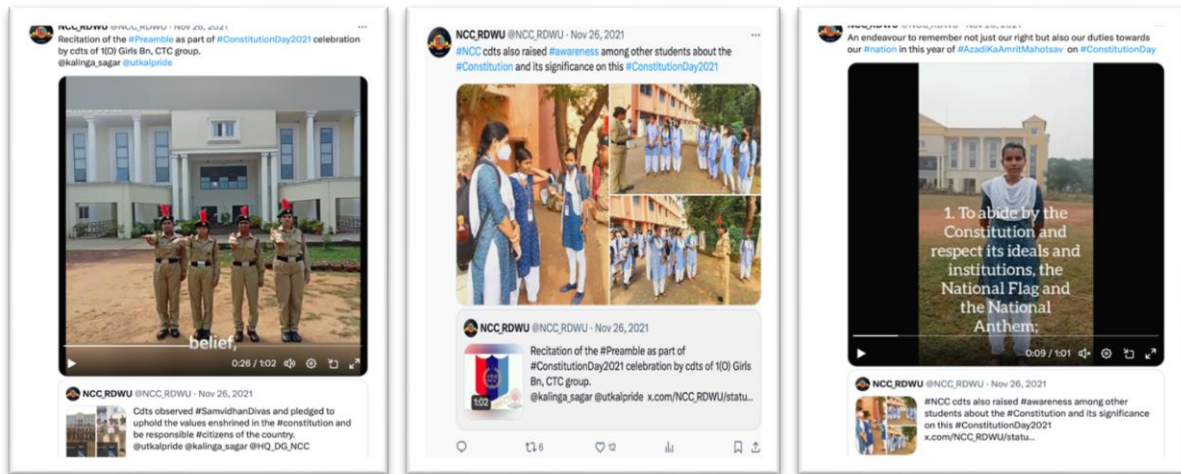 NCC_RDWU @NCC_RDWU · Nov 26, 2021
Recitation of the #Preamble as part of #ConstitutionDay2021 celebration
by cdts of 1(O) Girls Bn, CTC group.
@kalinga_sagar @utkalpride
belief,
0:26 / 1:02
NCC_RDWU @NCC_RDWU · Nov 26, 2021
Cdts observed #SamvidhanDivas and pledged to
uphold the values enshrined in the #constitution and
be responsible #citizens of the country.
@utkalpride @kalinga_sagar @HQ_DG_NCC
NCC_RDWU @NCC_RDWU · Nov 26, 2021
#NCC cdts also raised #awareness among other students about the
#Constitution and its significance on this #ConstitutionDay2021
NCC_RDWU @NCC_RDWU · Nov 26, 2021
Recitation of the #Preamble as part of
#ConstitutionDay2021 celebration by cdts of 1(O) Girls
Bn, CTC group.
@kalinga_sagar @utkalpride x.com/NCC_RDWU/statu...
1:02
6
12
NCC_RDWU @NCC_RDWU · Nov 26, 2021
An endeavour to remember not just our right but also our duties towards
our #nation in this year of #AzadiKaAmritMahotsav on #ConstitutionDay
1. To abide by the
Constitution and
respect its ideals and
institutions, the
National Flag and
the National
Anthem;
0:09 / 1:01
NCC_RDWU @NCC_RDWU · Nov 26, 2021
#NCC cdts also raised #awareness among other
students about the #Constitution and its significance
on this #ConstitutionDay2021
x.com/NCC_RDWU/statu...